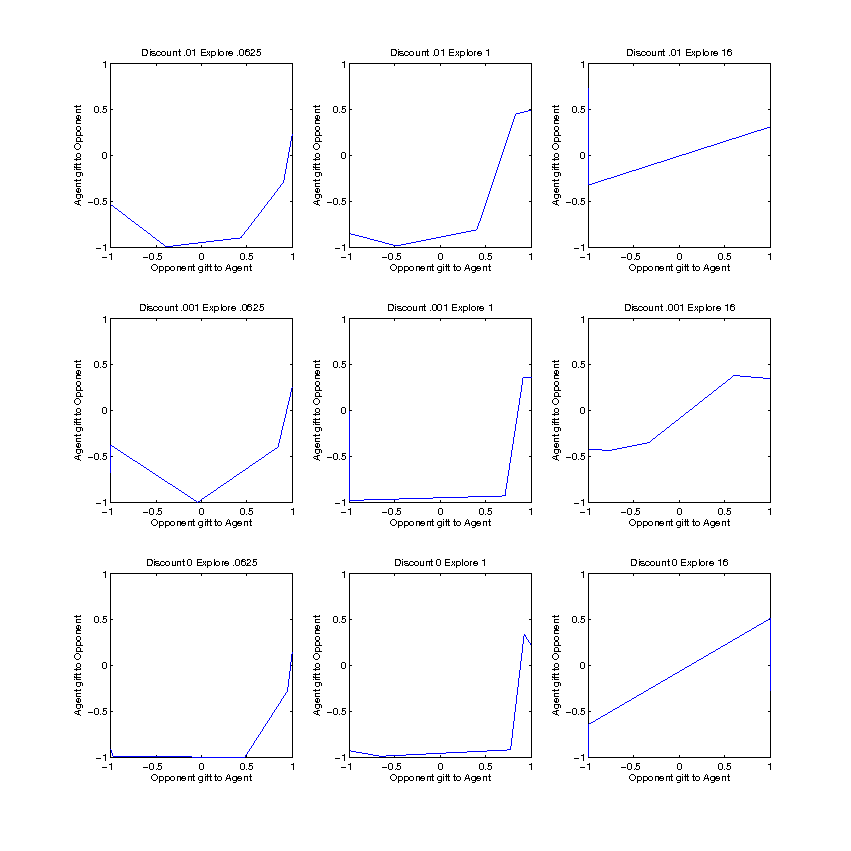 Discount .01 Explore .0625
Discount .01 Explore 1
Discount .01 Explore 16
1
0.5
0
−0.5
−1
−1 −0.5 0 0.5 1
Agent gift to Opponent
Opponent gift to Agent
1
0.5
0
−0.5
−1
−1 −0.5 0 0.5 1
Agent gift to Opponent
Opponent gift to Agent
1
0.5
0
−0.5
−1
−1 −0.5 0 0.5 1
Agent gift to Opponent
Opponent gift to Agent
Discount .001 Explore .0625
Discount .001 Explore 1
Discount .001 Explore 16
1
0.5
0
−0.5
−1
−1 −0.5 0 0.5 1
Agent gift to Opponent
Opponent gift to Agent
1
0.5
0
−0.5
−1
−1 −0.5 0 0.5 1
Agent gift to Opponent
Opponent gift to Agent
1
0.5
0
−0.5
−1
−1 −0.5 0 0.5 1
Agent gift to Opponent
Opponent gift to Agent
Discount 0 Explore .0625
Discount 0 Explore 1
Discount 0 Explore 16
1
0.5
0
−0.5
−1
−1 −0.5 0 0.5 1
Agent gift to Opponent
Opponent gift to Agent
1
0.5
0
−0.5
−1
−1 −0.5 0 0.5 1
Agent gift to Opponent
Opponent gift to Agent
1
0.5
0
−0.5
−1
−1 −0.5 0 0.5 1
Agent gift to Opponent
Opponent gift to Agent